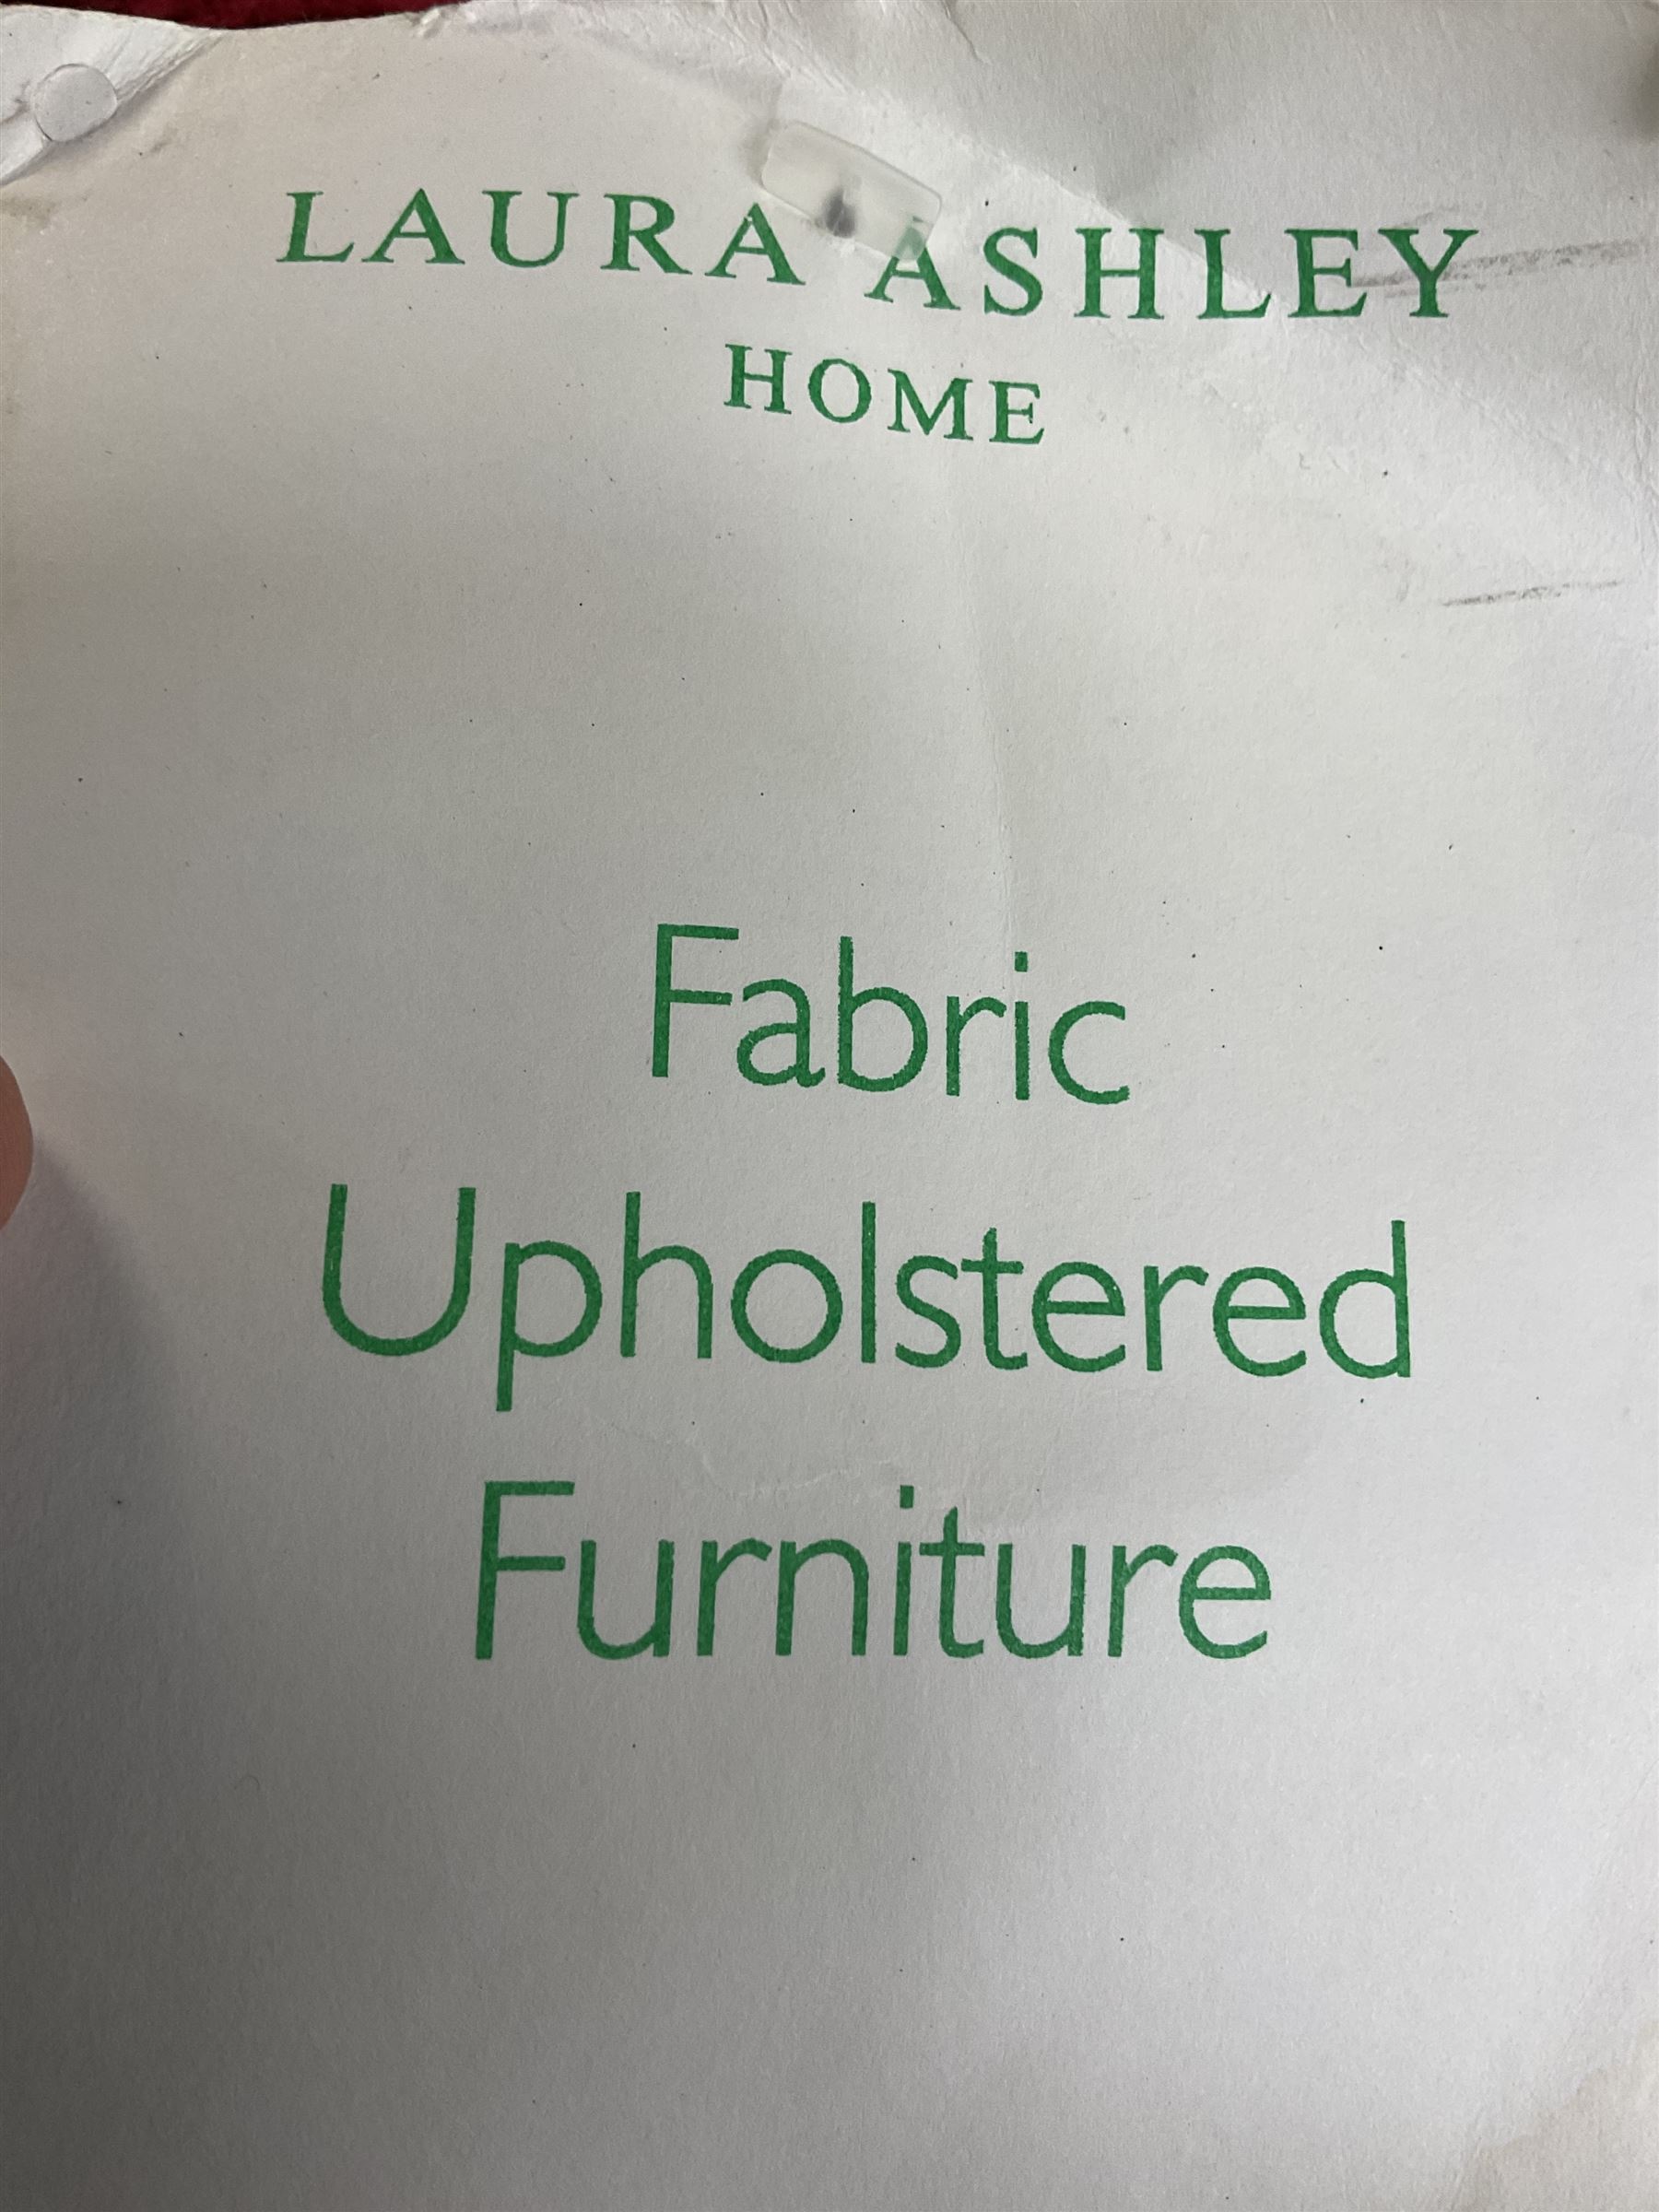 LAURA ASHLEY
HOME
Fabric
Upholstered
Furniture